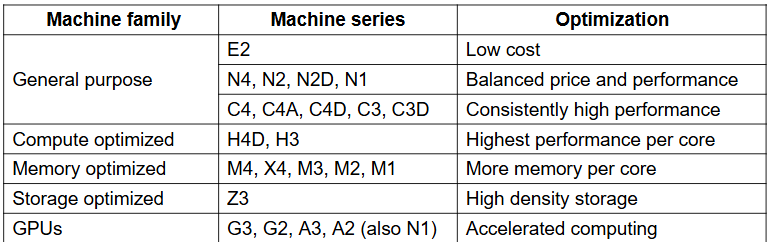 Machine family Machine series Optimization
General purpose E2 Low cost
N4, N2, N2D, N1 Balanced price and performance
C4, C4A, C4D, C3, C3D Consistently high performance
Compute optimized H4D, H3 Highest performance per core
Memory optimized M4, X4, M3, M2, M1 More memory per core
Storage optimized Z3 High density storage
GPUs G3, G2, A3, A2 (also N1) Accelerated computing